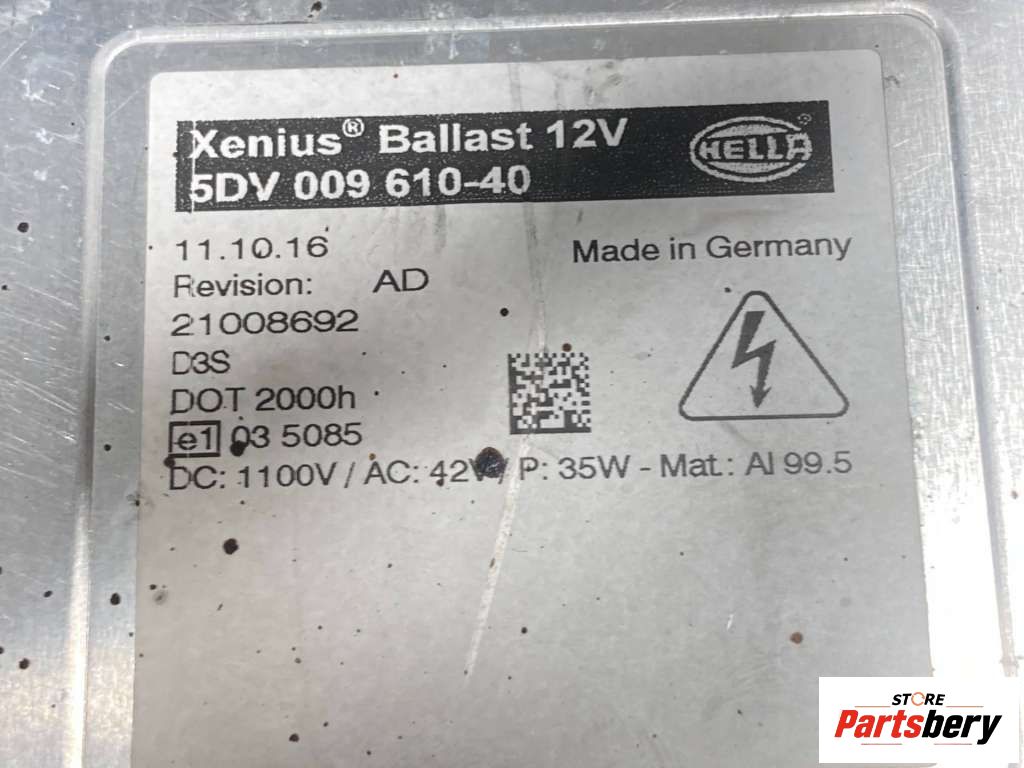 Xenius® Ballast 12V
5DV 009 610-40
HELLA®
11.10.16
Made in Germany
Revision: AD
21008692
D3S
DOT 2000h
e1 03 5085
DC: 1100V / AC: 42V / P: 35W - Mat.: Al 99.5
STORE
Partsbery